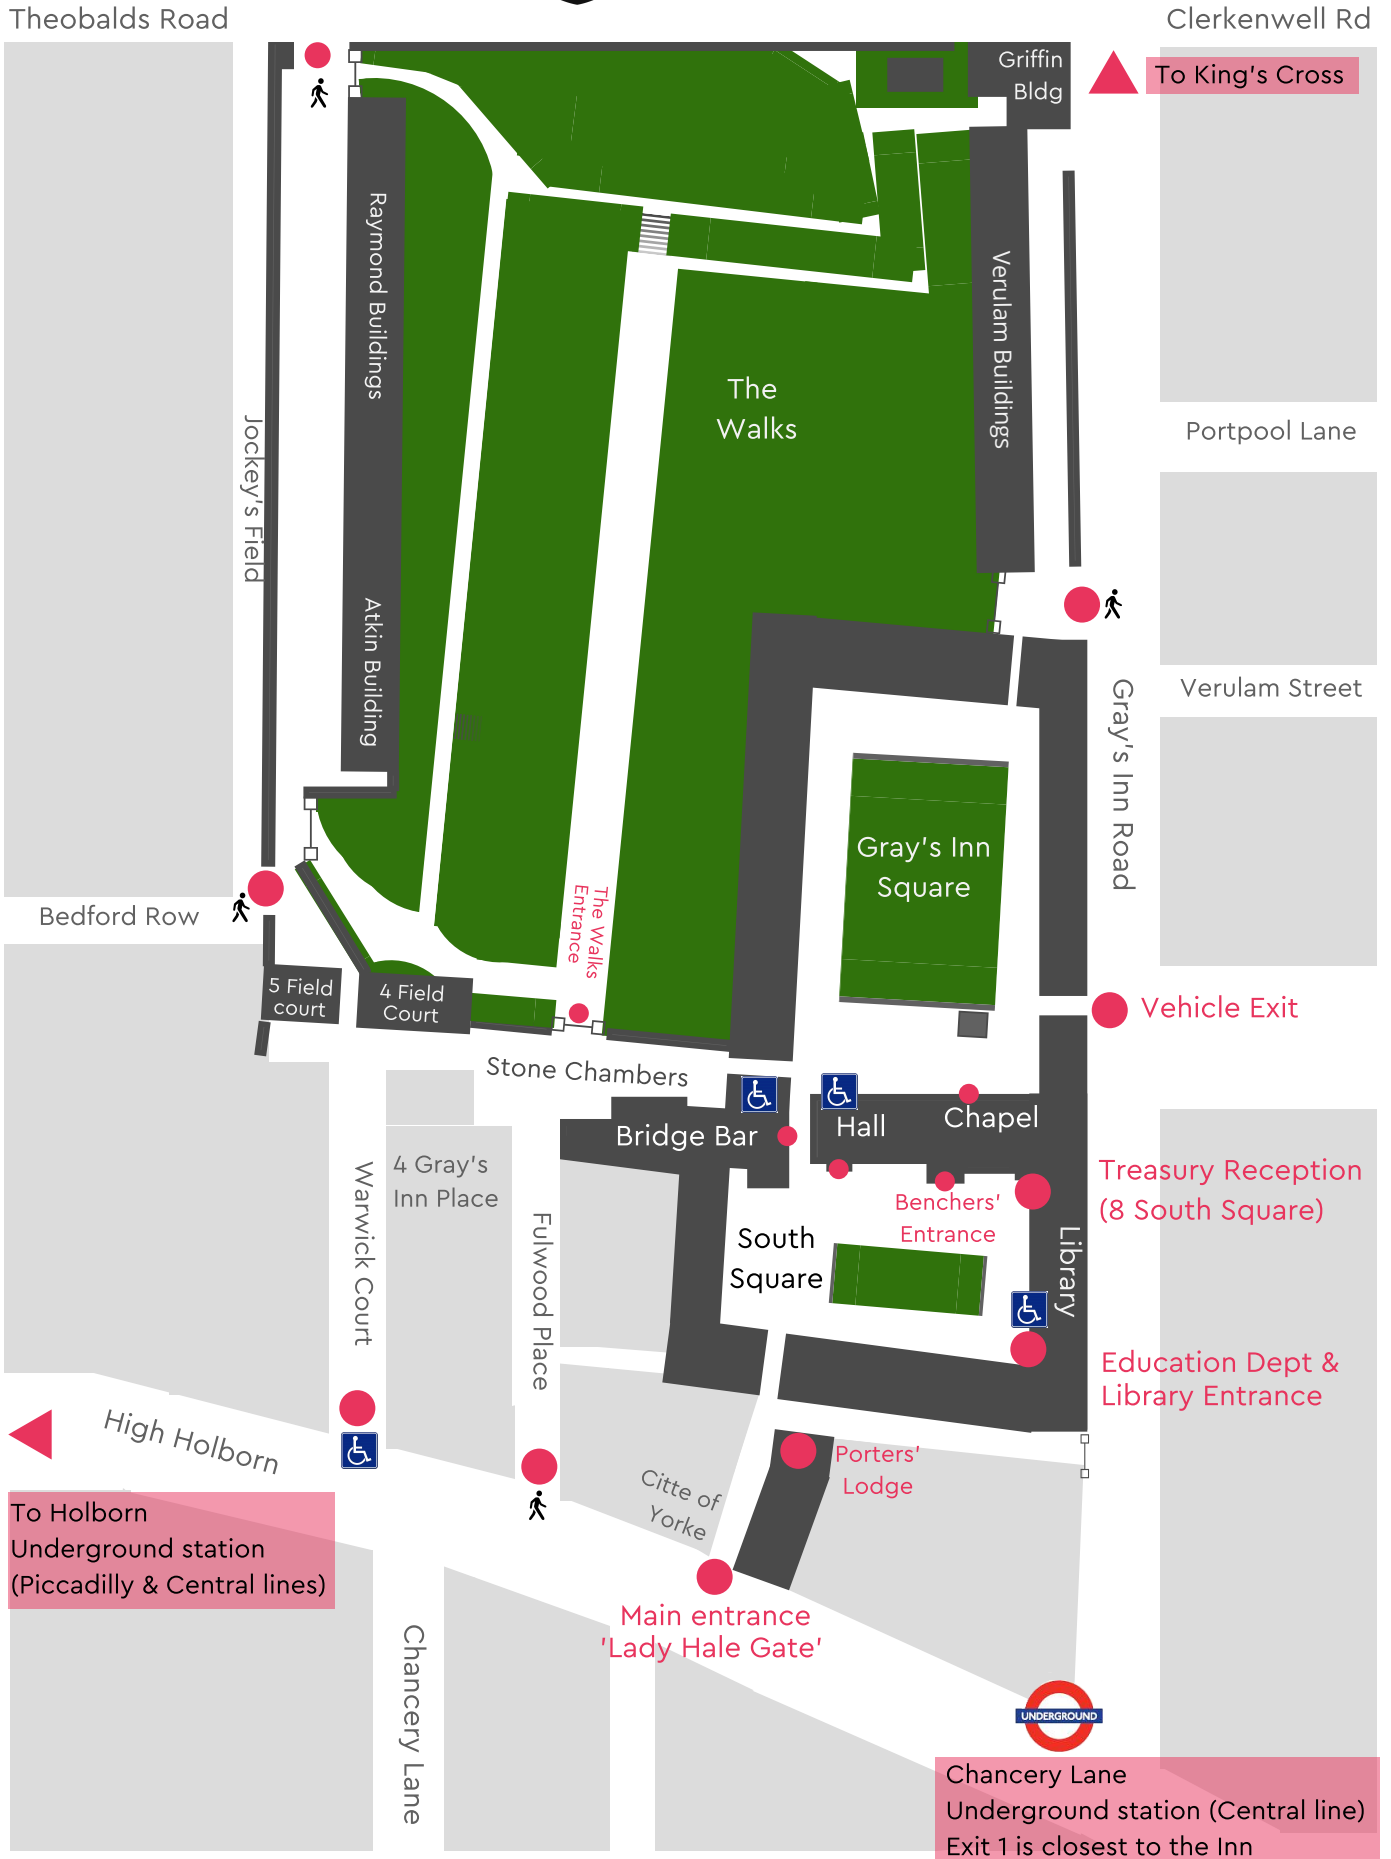 Theobalds Road
Clerkenwell Rd
Griffin
Bldg
To King's Cross
Raymond Buildings
Verulam Buildings
The
Walks
Portpool Lane
Jockey's Field
Atkin Building
Verulam Street
Gray's Inn Road
Gray's Inn
Square
The Walks
Entrance
Bedford Row
5 Field
court
4 Field
Court
Vehicle Exit
Stone Chambers
Bridge Bar
Hall
Chapel
4 Gray's
Inn Place
Warwick Court
Fulwood Place
Treasury Reception
(8 South Square)
Benchers'
Entrance
South
Square
Library
Education Dept &
Library Entrance
High Holborn
Porters'
Lodge
Citte of
Yorke
To Holborn
Underground station
(Piccadilly & Central lines)
Main entrance
'Lady Hale Gate'
Chancery Lane
UNDERGROUND
Chancery Lane
Underground station (Central line)
Exit 1 is closest to the Inn